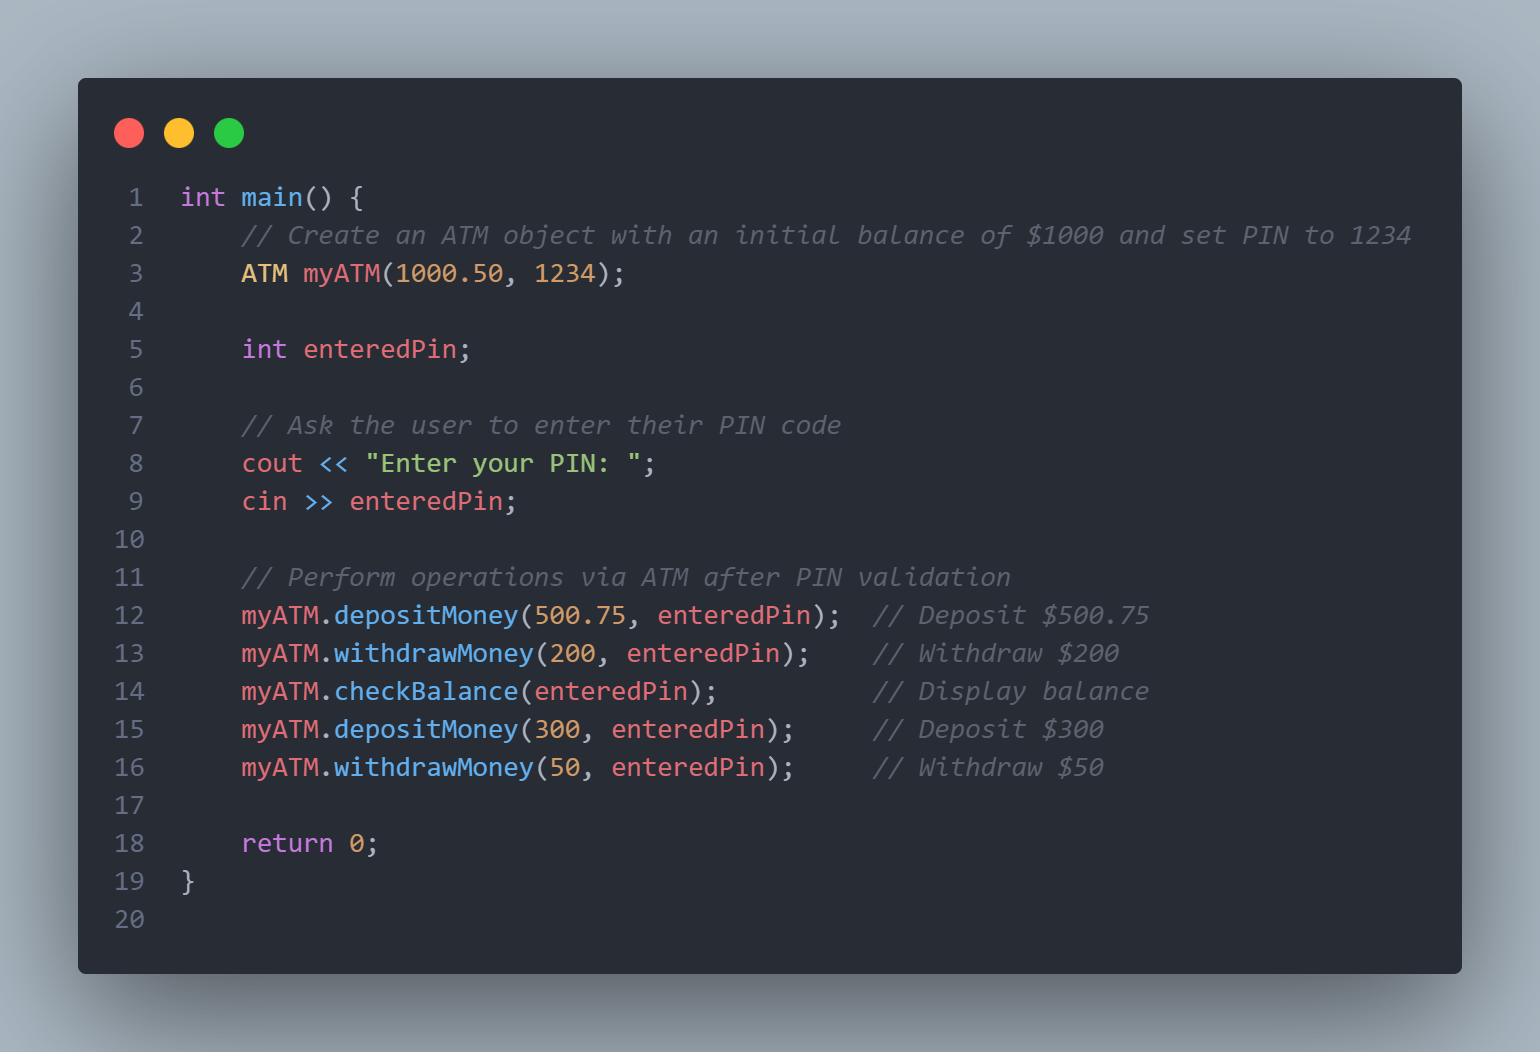 1 int main() {
2     // Create an ATM object with an initial balance of $1000 and set PIN to 1234
3     ATM myATM(1000.50, 1234);
4
5     int enteredPin;
6
7     // Ask the user to enter their PIN code
8     cout << "Enter your PIN: ";
9     cin >> enteredPin;
10
11     // Perform operations via ATM after PIN validation
12     myATM.depositMoney(500.75, enteredPin);  // Deposit $500.75
13     myATM.withdrawMoney(200, enteredPin);    // Withdraw $200
14     myATM.checkBalance(enteredPin);          // Display balance
15     myATM.depositMoney(300, enteredPin);     // Deposit $300
16     myATM.withdrawMoney(50, enteredPin);     // Withdraw $50
17
18     return 0;
19 }
20